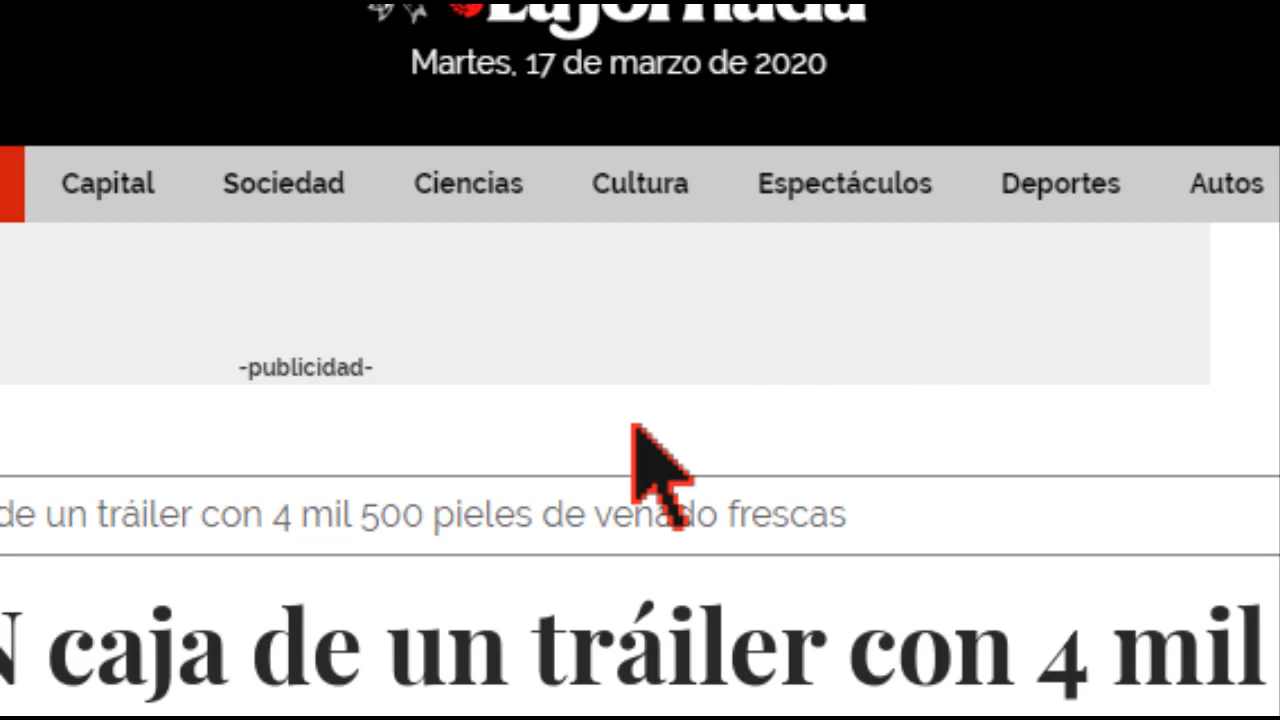 LaJornada
Martes, 17 de marzo de 2020
Capital Sociedad Ciencias Cultura Espectáculos Deportes Autos
-publicidad-
de un tráiler con 4 mil 500 pieles de venado frescas
N caja de un tráiler con 4 mil